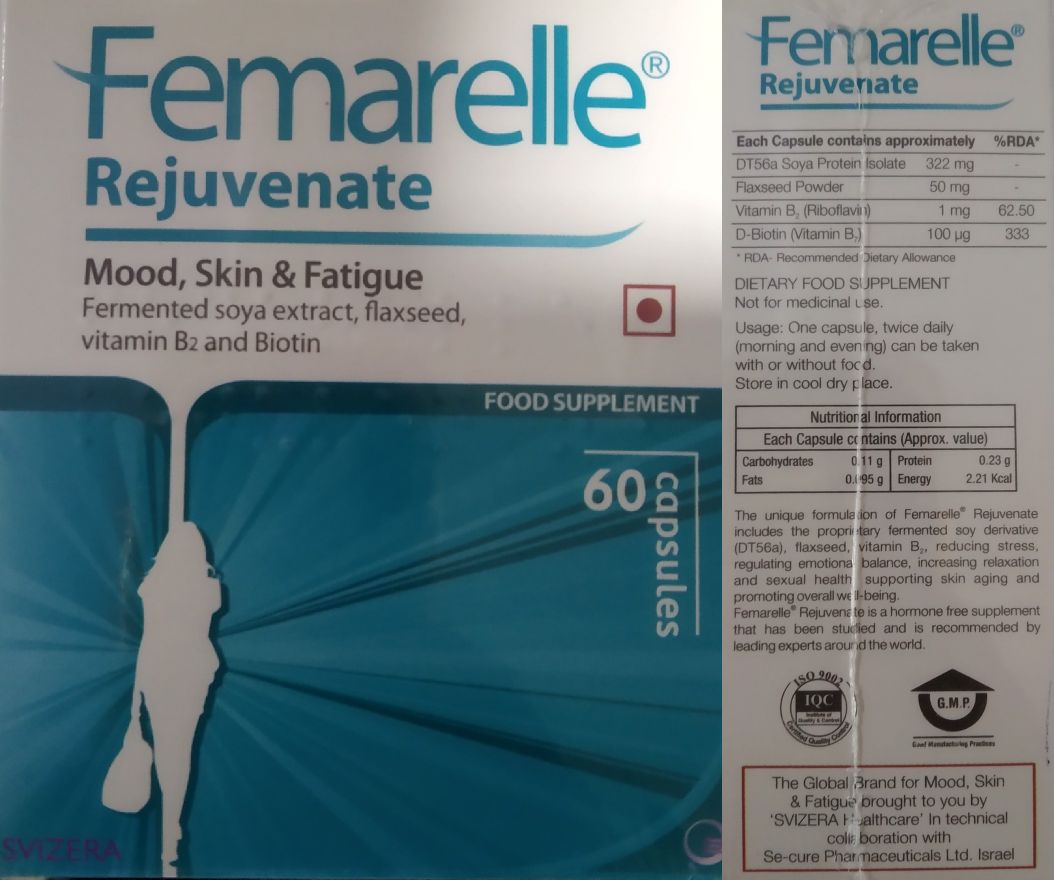 Femarelle®
Rejuvenate
Mood, Skin & Fatigue
Fermented soya extract, flaxseed,
vitamin B2 and Biotin
FOOD SUPPLEMENT
60 capsules
SVIZERA
Femarelle®
Rejuvenate
Each Capsule contains approximately %RDA*
DT56a Soya Protein Isolate 322 mg -
Flaxseed Powder 50 mg -
Vitamin B₂ (Riboflavin) 1 mg 62.50
D-Biotin (Vitamin B₇) 100 µg 333
* RDA- Recommended Dietary Allowance
DIETARY FOOD SUPPLEMENT
Not for medicinal use.
Usage: One capsule, twice daily
(morning and evening) can be taken
with or without food.
Store in cool dry place.
Nutritional Information
Each Capsule contains (Approx. value)
Carbohydrates 0.11 g Protein 0.23 g
Fats 0.095 g Energy 2.21 Kcal
The unique formulation of Femarelle® Rejuvenate
includes the proprietary fermented soy derivative
(DT56a), flaxseed, vitamin B₂, reducing stress,
regulating emotional balance, increasing relaxation
and sexual health, supporting skin aging and
promoting overall well-being.
Femarelle® Rejuvenate is a hormone free supplement
that has been studied and is recommended by
leading experts around the world.
ISO 9002
IQC
Institute of
Quality & Control
Certified Quality Control
G.M.P.
Good Manufacturing Practices
The Global Brand for Mood, Skin
& Fatigue brought to you by
'SVIZERA Healthcare' In technical
collaboration with
Se-cure Pharmaceuticals Ltd. Israel